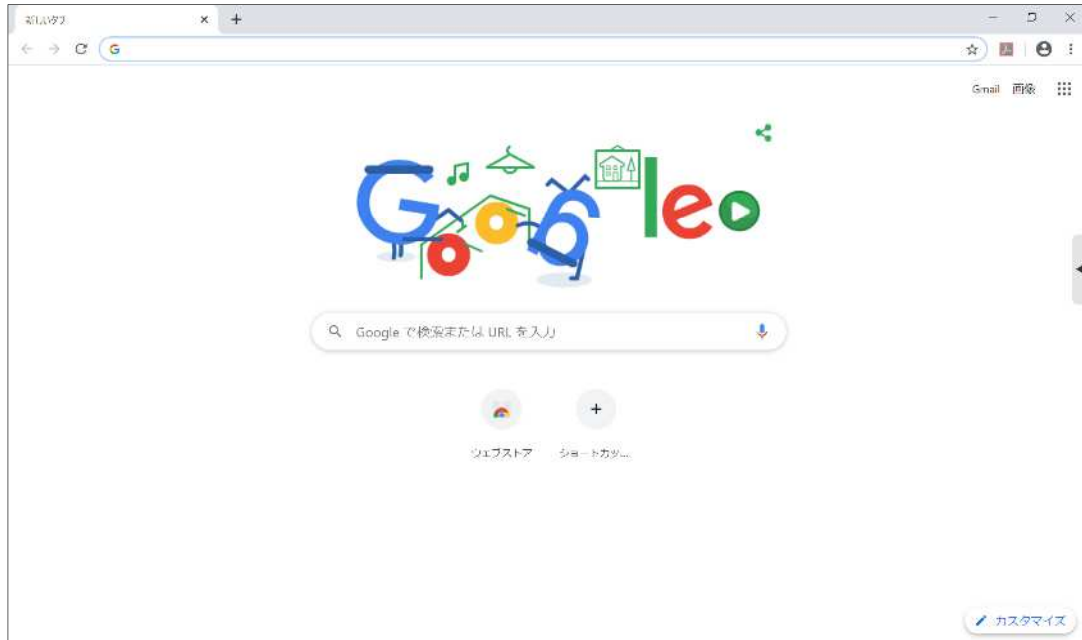 新しいタブ
Gmail 画像
Google
Google で検索または URL を入力
ウェブストア ショートカッ...
カスタマイズ